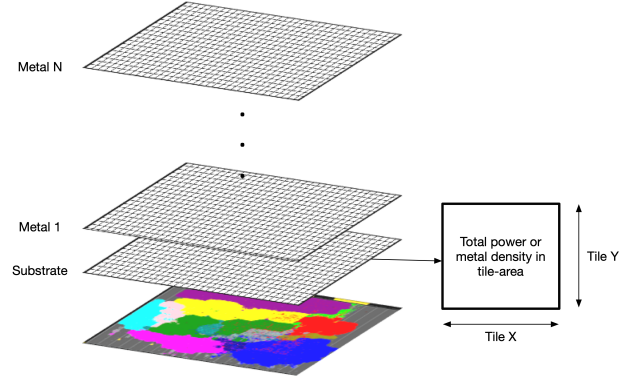 Metal N
Metal 1
Substrate
Total power or
metal density in
tile-area
Tile Y
Tile X